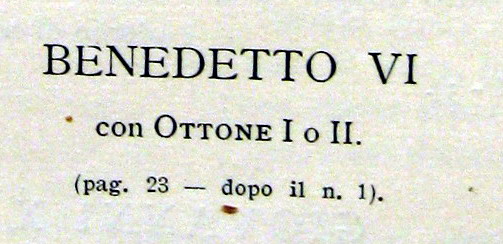 BENEDETTO VI
con OTTONE I o II.
(pag. 23 — dopo il n. 1).